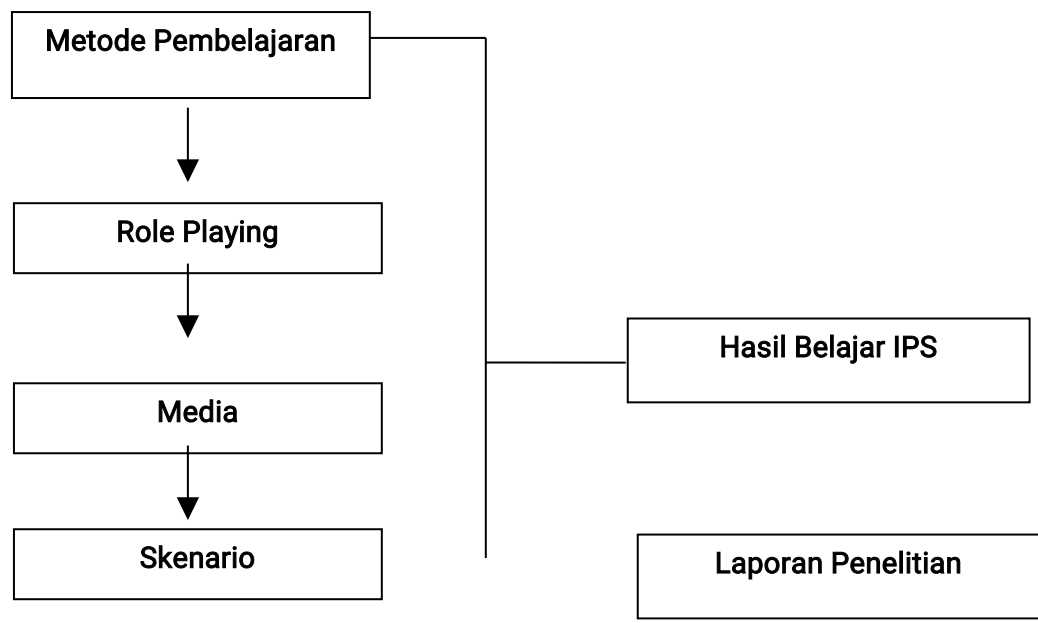 Metode Pembelajaran
Role Playing
Media
Skenario
Hasil Belajar IPS
Laporan Penelitian